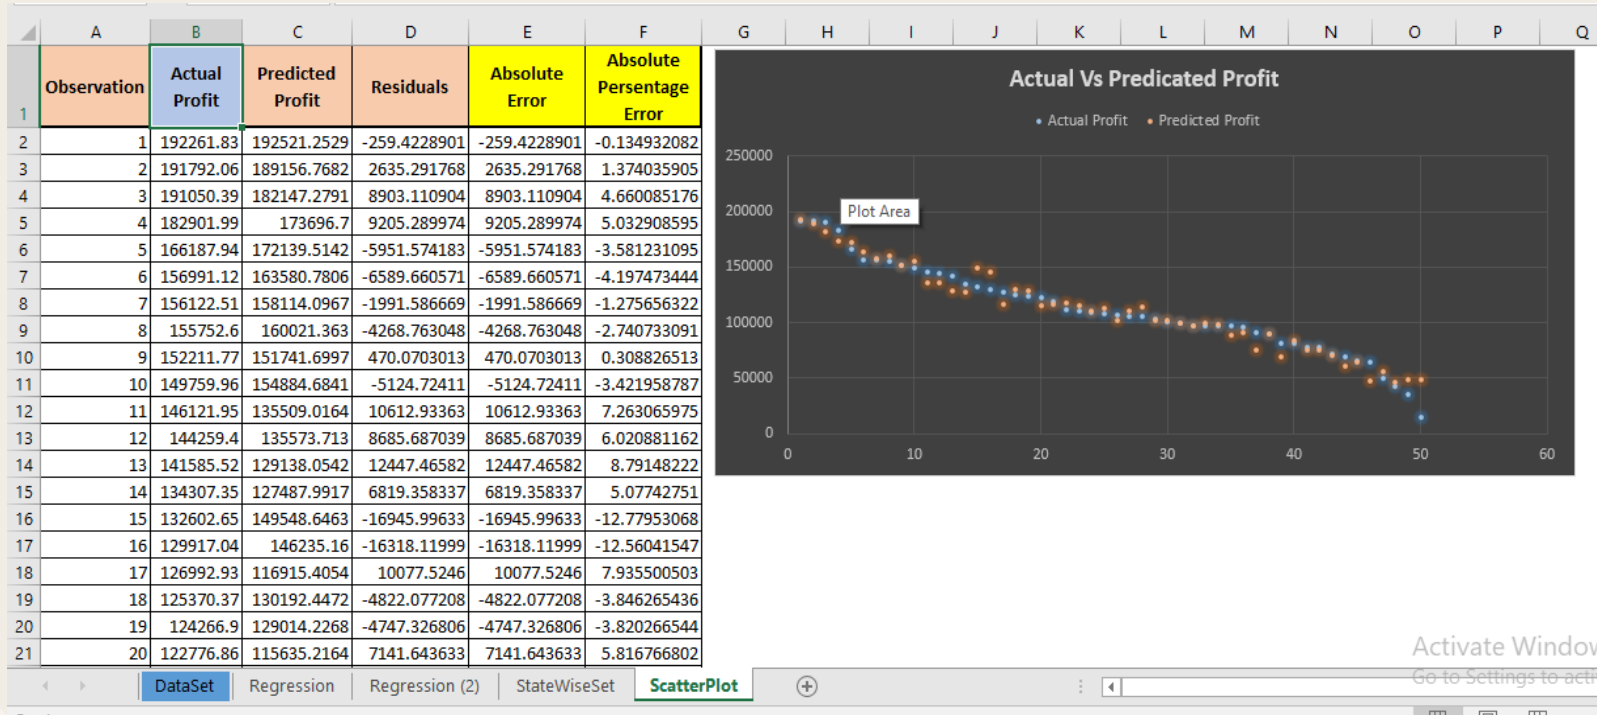 A B C D E F G H I J K L M N O P Q
1 Observation Actual Profit Predicted Profit Residuals Absolute Error Absolute Persentage Error
2 1 192261.83 192521.2529 -259.4228901 -259.4228901 -0.134932082
3 2 191792.06 189156.7682 2635.291768 2635.291768 1.374035905
4 3 191050.39 182147.2791 8903.110904 8903.110904 4.660085176
5 4 182901.99 173696.7 9205.289974 9205.289974 5.032908595
6 5 166187.94 172139.5142 -5951.574183 -5951.574183 -3.581231095
7 6 156991.12 163580.7806 -6589.660571 -6589.660571 -4.197473444
8 7 156122.51 158114.0967 -1991.586669 -1991.586669 -1.275656322
9 8 155752.6 160021.363 -4268.763048 -4268.763048 -2.740733091
10 9 152211.77 151741.6997 470.0703013 470.0703013 0.308826513
11 10 149759.96 154884.6841 -5124.72411 -5124.72411 -3.421958787
12 11 146121.95 135509.0164 10612.93363 10612.93363 7.263065975
13 12 144259.4 135573.713 8685.687039 8685.687039 6.020881162
14 13 141585.52 129138.0542 12447.46582 12447.46582 8.79148222
15 14 134307.35 127487.9917 6819.358337 6819.358337 5.07742751
16 15 132602.65 149548.6463 -16945.99633 -16945.99633 -12.77953068
17 16 129917.04 146235.16 -16318.11999 -16318.11999 -12.56041547
18 17 126992.93 116915.4054 10077.5246 10077.5246 7.935500503
19 18 125370.37 130192.4472 -4822.077208 -4822.077208 -3.846265436
20 19 124266.9 129014.2268 -4747.326806 -4747.326806 -3.820266544
21 20 122776.86 115635.2164 7141.643633 7141.643633 5.816766802
Actual Vs Predicated Profit
Actual Profit Predicted Profit
250000
200000
Plot Area
150000
100000
50000
0
0 10 20 30 40 50 60
Activate Window
Go to Settings to acti
DataSet Regression Regression (2) StateWiseSet ScatterPlot